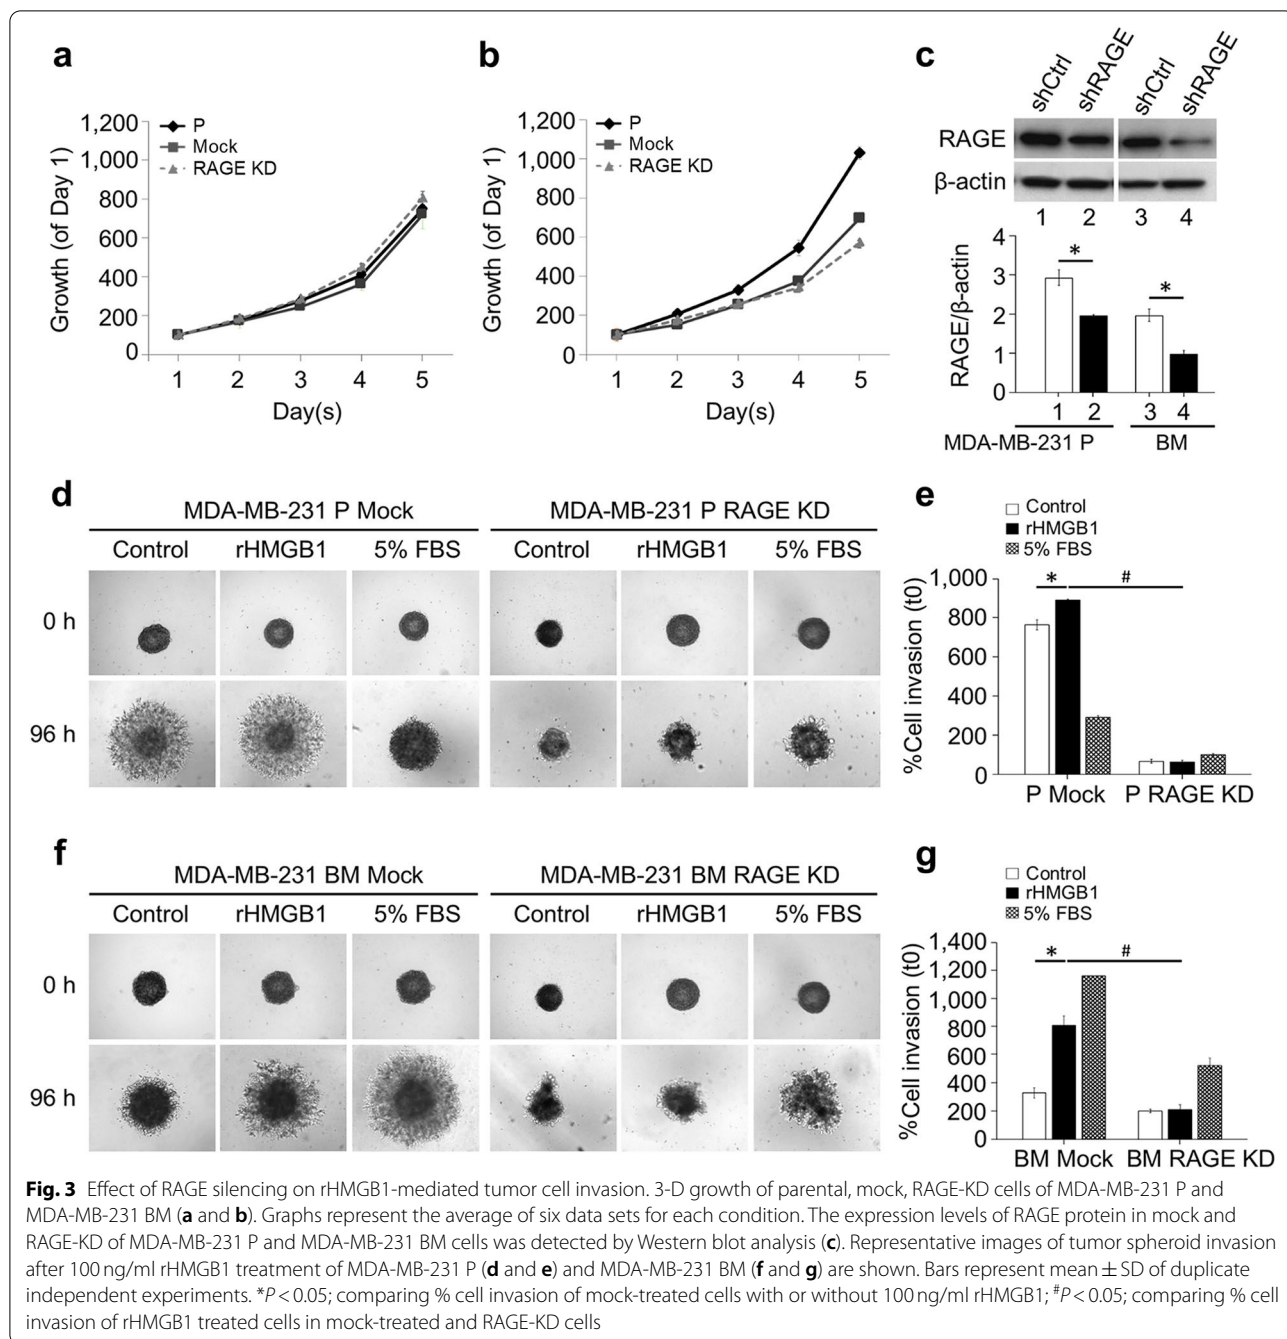 a
1,200
1,000
800
600
400
200
0
Growth (of Day 1)
P
Mock
RAGE KD
1 2 3 4 5
Day(s)
b
1,200
1,000
800
600
400
200
0
Growth (of Day 1)
P
Mock
RAGE KD
1 2 3 4 5
Day(s)
c
shCtrl shRAGE shCtrl shRAGE
RAGE
β-actin
1 2 3 4
RAGE/β-actin
4
3
2
1
0
* *
1 2 3 4
MDA-MB-231 P BM
d
MDA-MB-231 P Mock MDA-MB-231 P RAGE KD
Control rHMGB1 5% FBS Control rHMGB1 5% FBS
0 h
96 h
e
Control
rHMGB1
5% FBS
%Cell invasion (t0)
1,000
800
600
400
200
0
* #
P Mock P RAGE KD
f
MDA-MB-231 BM Mock MDA-MB-231 BM RAGE KD
Control rHMGB1 5% FBS Control rHMGB1 5% FBS
0 h
96 h
g
Control
rHMGB1
5% FBS
%Cell invasion (t0)
1,400
1,200
1,000
800
600
400
200
0
* #
BM Mock BM RAGE KD
Fig. 3 Effect of RAGE silencing on rHMGB1-mediated tumor cell invasion. 3-D growth of parental, mock, RAGE-KD cells of MDA-MB-231 P and
MDA-MB-231 BM (a and b). Graphs represent the average of six data sets for each condition. The expression levels of RAGE protein in mock and
RAGE-KD of MDA-MB-231 P and MDA-MB-231 BM cells was detected by Western blot analysis (c). Representative images of tumor spheroid invasion
after 100 ng/ml rHMGB1 treatment of MDA-MB-231 P (d and e) and MDA-MB-231 BM (f and g) are shown. Bars represent mean ± SD of duplicate
independent experiments. *P < 0.05; comparing % cell invasion of mock-treated cells with or without 100 ng/ml rHMGB1; #P < 0.05; comparing % cell
invasion of rHMGB1 treated cells in mock-treated and RAGE-KD cells